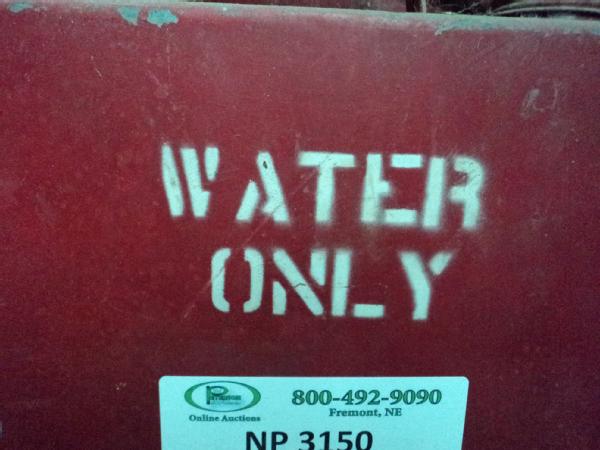 WATER
ONLY
800-492-9090
Fremont, NE
Online Auctions
NP 3150